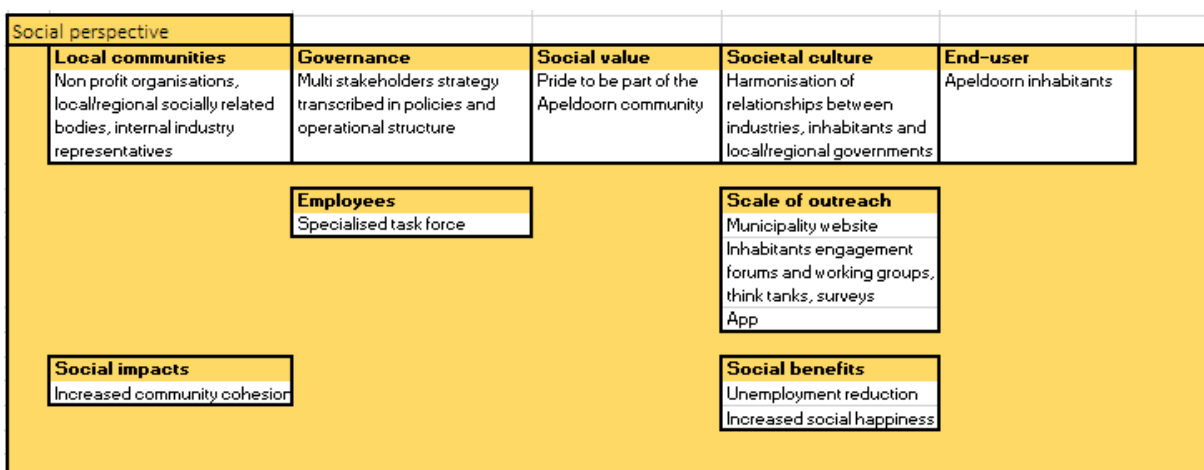 Social perspective
Local communities
Non profit organisations,
local/regional socially related
bodies, internal industry
representatives
Governance
Multi stakeholders strategy
transcribed in policies and
operational structure
Social value
Pride to be part of the
Apeldoorn community
Societal culture
Harmonisation of
relationships between
industries, inhabitants and
local/regional governments
End-user
Apeldoorn inhabitants
Employees
Specialised task force
Scale of outreach
Municipality website
Inhabitants engagement
forums and working groups,
think tanks, surveys
App
Social impacts
Increased community cohesion
Social benefits
Unemployment reduction
Increased social happiness